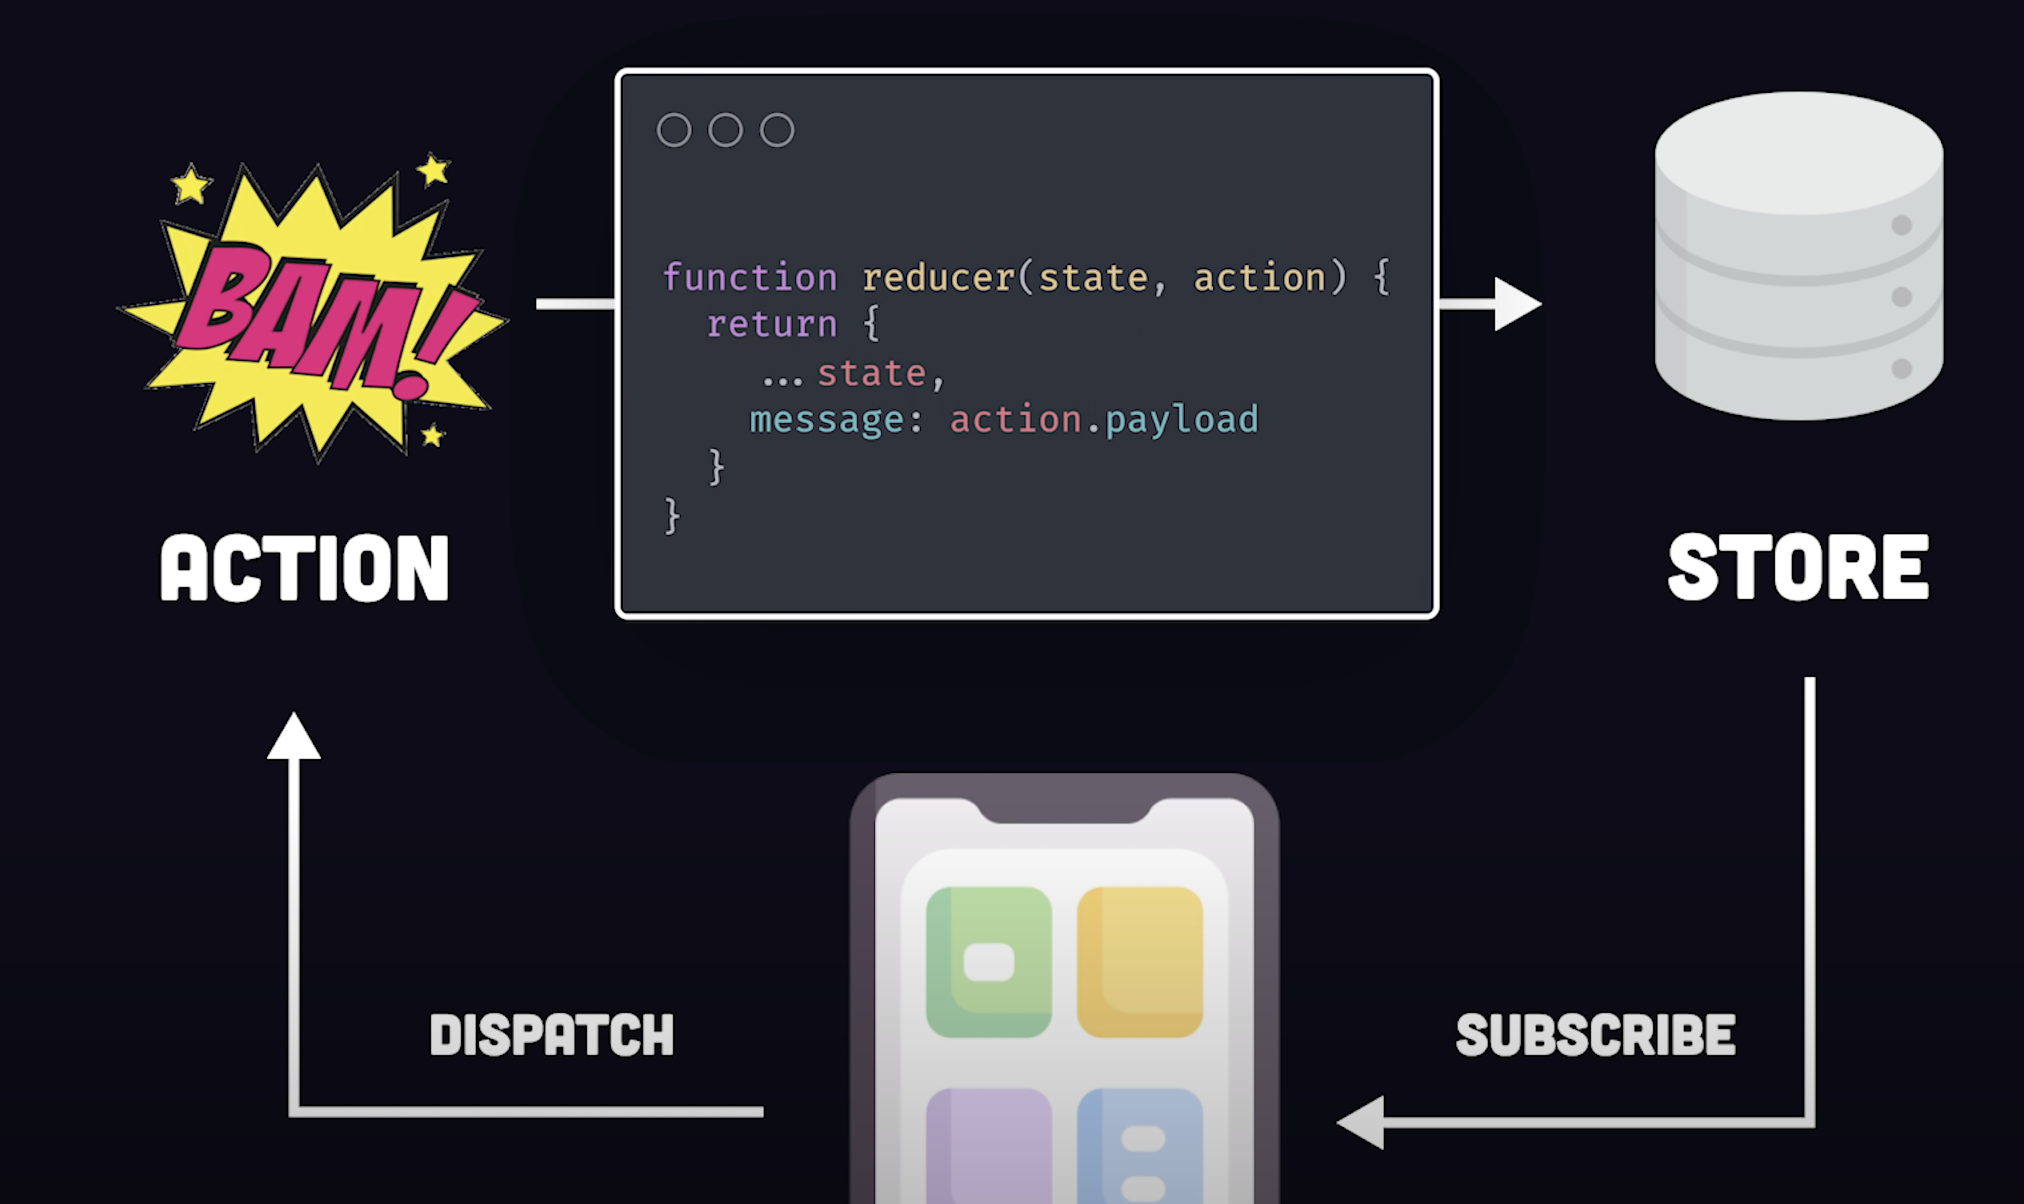 BAM!
function reducer(state, action) {
  return {
    ...state,
    message: action.payload
  }
}
ACTION
STORE
DISPATCH
SUBSCRIBE